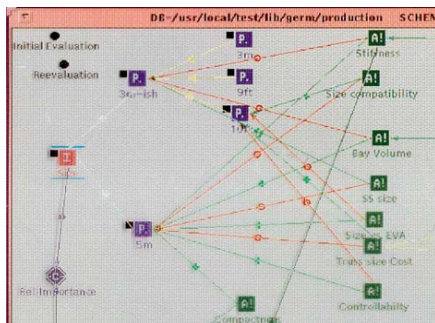 DB=/usr/local/test/lib/germ/production SCHEM
Initial Evaluation
Reevaluation
P. 3m
P. 3m-ish
P. 9ft
P. 10ft
P. 5m
I
Rel Importance
A! Stiffness
A! Size compatibility
A! Bay Volume
A! SS size
A! Size vs EVA
A! Truss size Cost
A! Controllability
A! Compactness